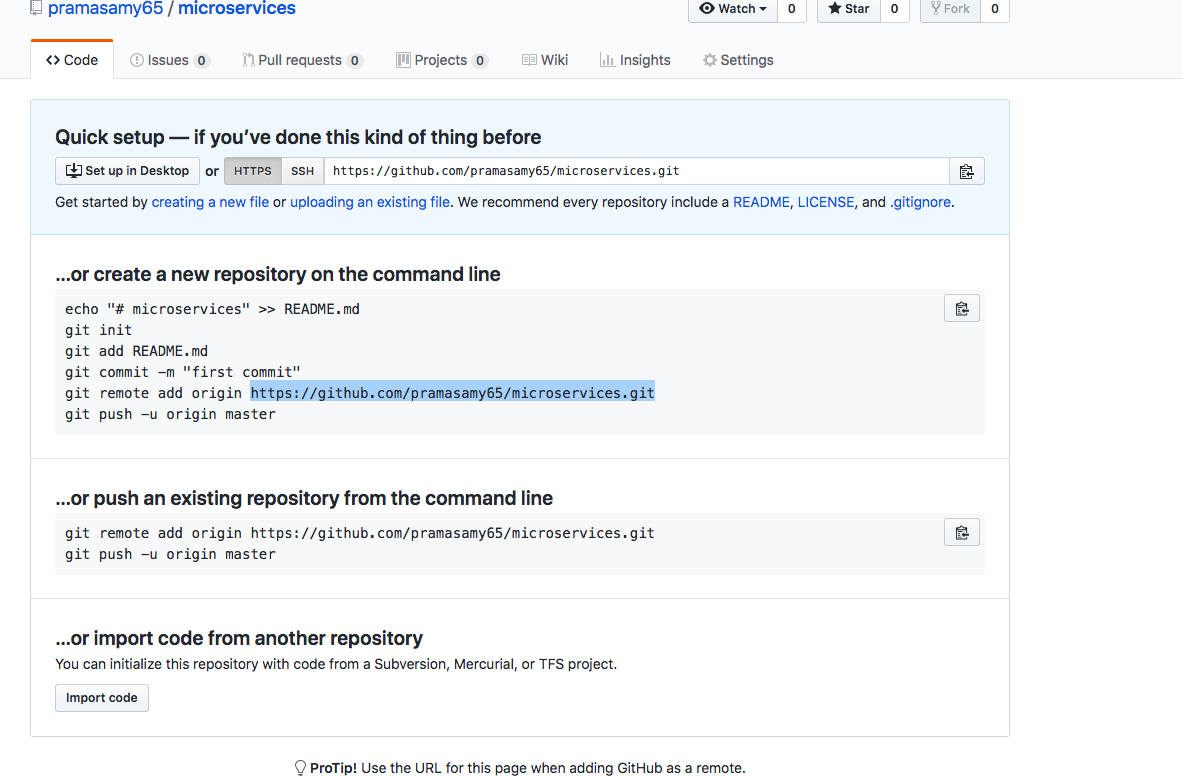 pramasamy65 / microservices
Watch 0 Star 0 Fork 0
Code Issues 0 Pull requests 0 Projects 0 Wiki Insights Settings
Quick setup — if you’ve done this kind of thing before
Set up in Desktop or HTTPS SSH https://github.com/pramasamy65/microservices.git
Get started by creating a new file or uploading an existing file. We recommend every repository include a README, LICENSE, and .gitignore.
…or create a new repository on the command line
echo "# microservices" >> README.md
git init
git add README.md
git commit -m "first commit"
git remote add origin https://github.com/pramasamy65/microservices.git
git push -u origin master
…or push an existing repository from the command line
git remote add origin https://github.com/pramasamy65/microservices.git
git push -u origin master
…or import code from another repository
You can initialize this repository with code from a Subversion, Mercurial, or TFS project.
Import code
ProTip! Use the URL for this page when adding GitHub as a remote.